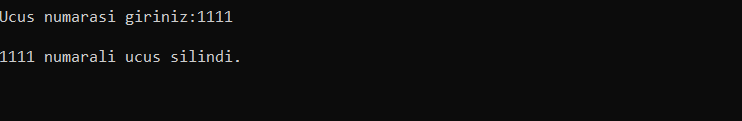 Ucus numarasi giriniz:1111
1111 numarali ucus silindi.